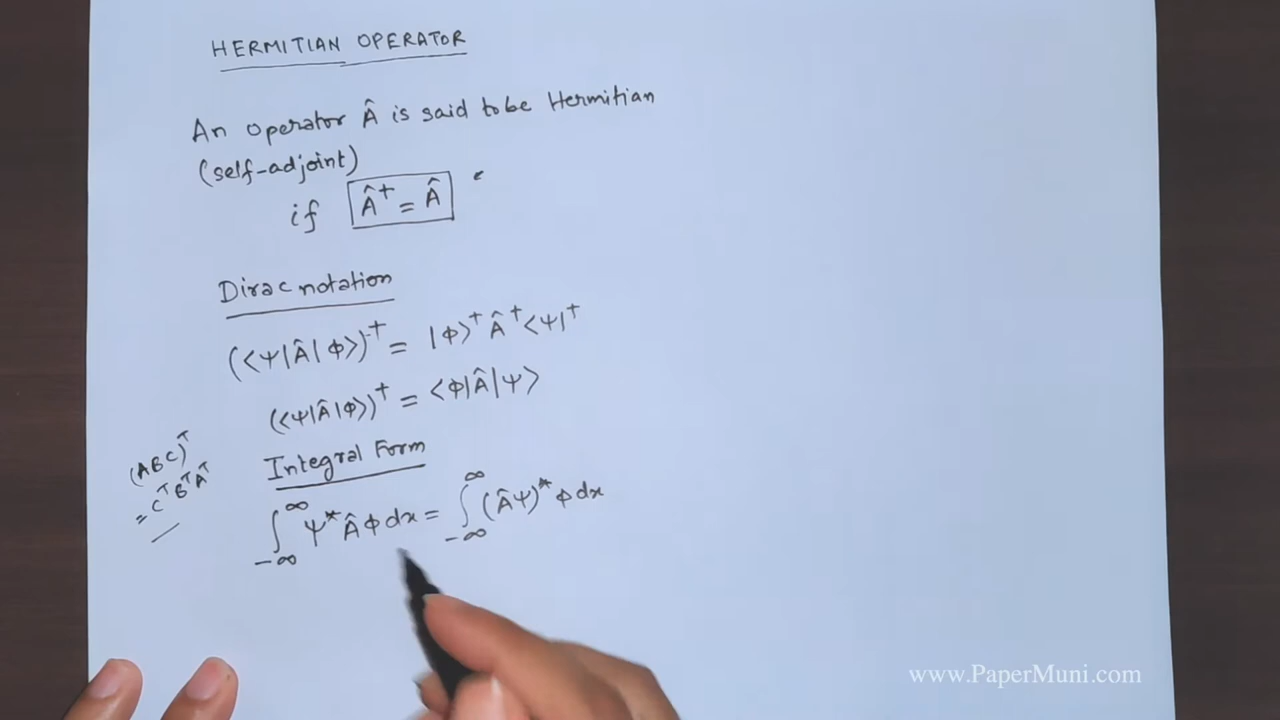 HERMITIAN OPERATOR
An operator Â is said to be Hermitian
(self-adjoint)
if Â† = Â
Dirac notation
(⟨Ψ|Â|Φ⟩)† = |Φ⟩† Â† ⟨Ψ|†
(⟨Ψ|Â|Φ⟩)† = ⟨Φ|Â|Ψ⟩
(ABC)ᵀ
= CᵀBᵀAᵀ
Integral Form
∫_{-∞}^{∞} Ψ* Â Φ dx = ∫_{-∞}^{∞} (ÂΨ)* Φ dx
www.PaperMuni.com